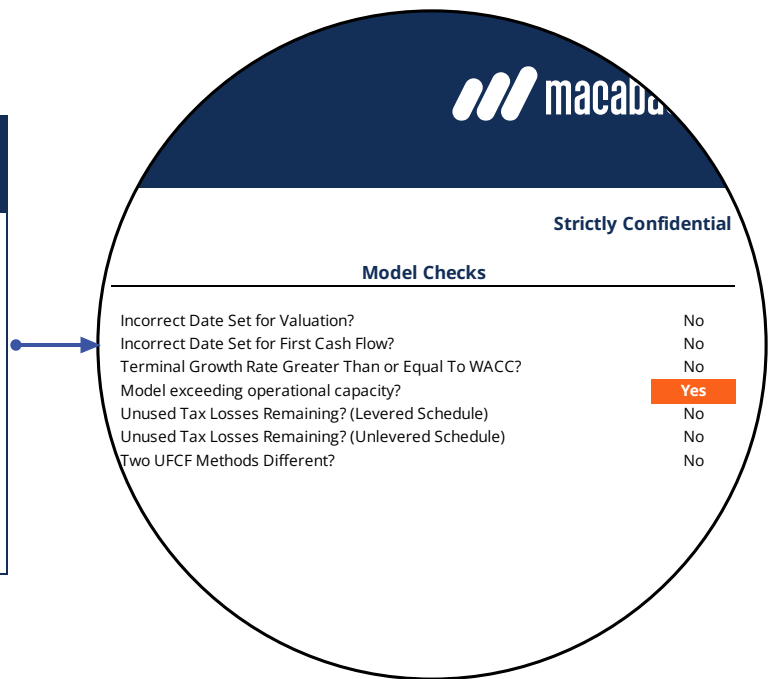 Strictly Confidential
Model Checks
Incorrect Date Set for Valuation? No
Incorrect Date Set for First Cash Flow? No
Terminal Growth Rate Greater Than or Equal To WACC? No
Model exceeding operational capacity? Yes
Unused Tax Losses Remaining? (Levered Schedule) No
Unused Tax Losses Remaining? (Unlevered Schedule) No
Two UFCF Methods Different? No